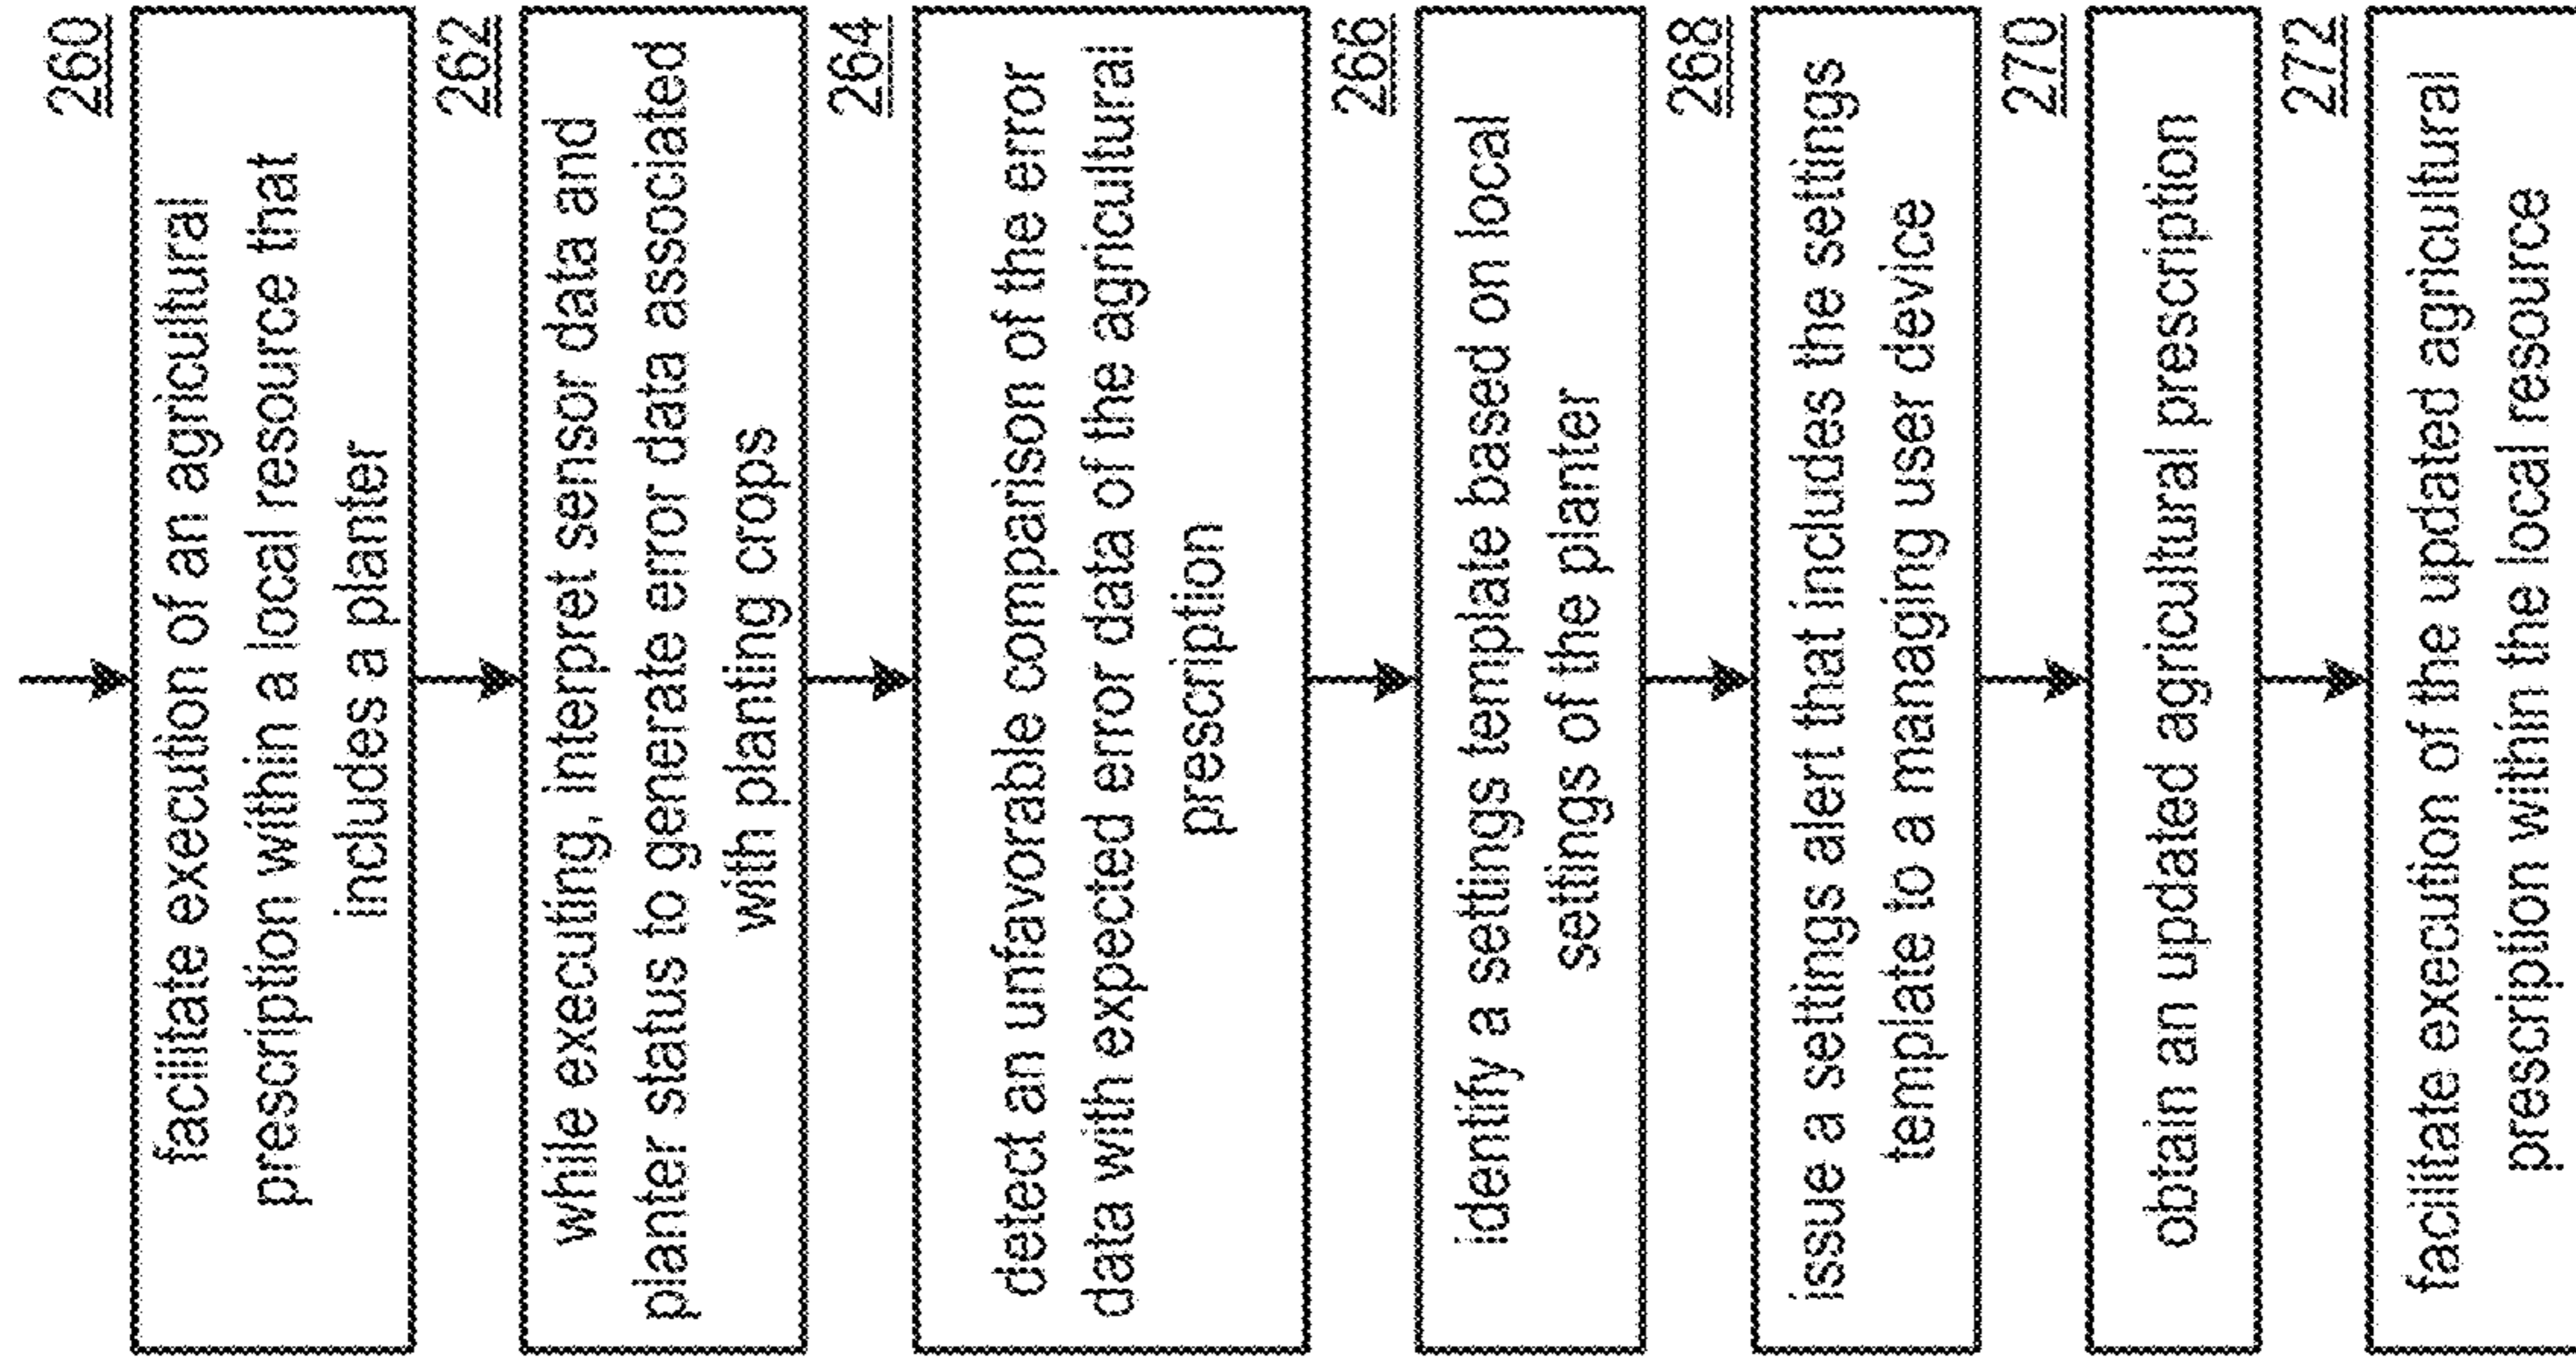 260
facilitate execution of an agricultural
prescription within a local resource that
includes a planter
262
while executing, interpret sensor data and
planter status to generate error data associated
with planting crops
264
detect an unfavorable comparison of the error
data with expected error data of the agricultural
prescription
266
identify a settings template based on local
settings of the planter
268
issue a settings alert that includes the settings
template to a managing user device
270
obtain an updated agricultural prescription
272
facilitate execution of the updated agricultural
prescription within the local resource